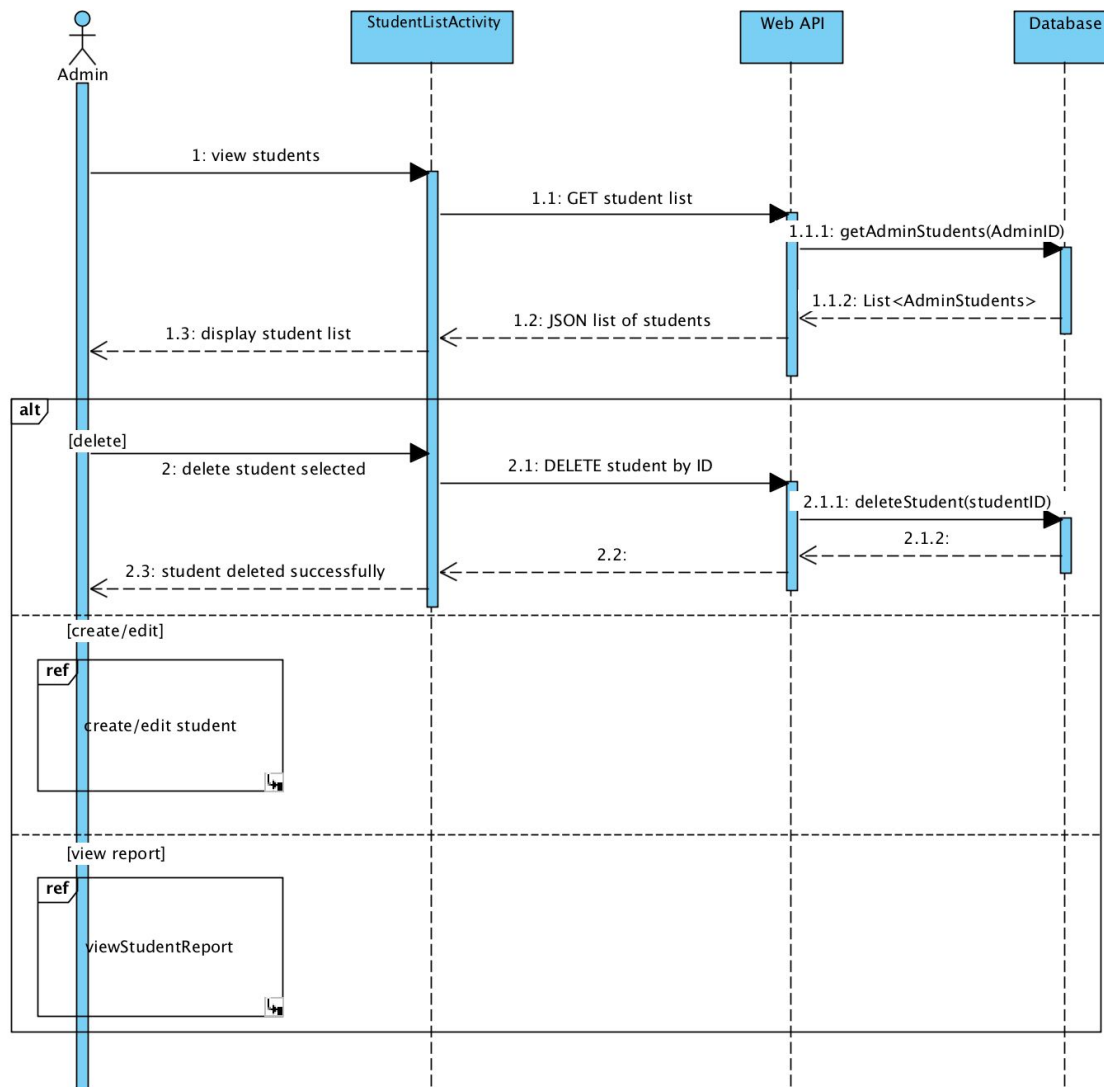 StudentListActivity
Web API
Database
Admin
1: view students
1.1: GET student list
1.1.1: getAdminStudents(AdminID)
1.1.2: List<AdminStudents>
1.2: JSON list of students
1.3: display student list
alt
[delete]
2: delete student selected
2.1: DELETE student by ID
2.1.1: deleteStudent(studentID)
2.1.2:
2.2:
2.3: student deleted successfully
[create/edit]
ref
create/edit student
[view report]
ref
viewStudentReport